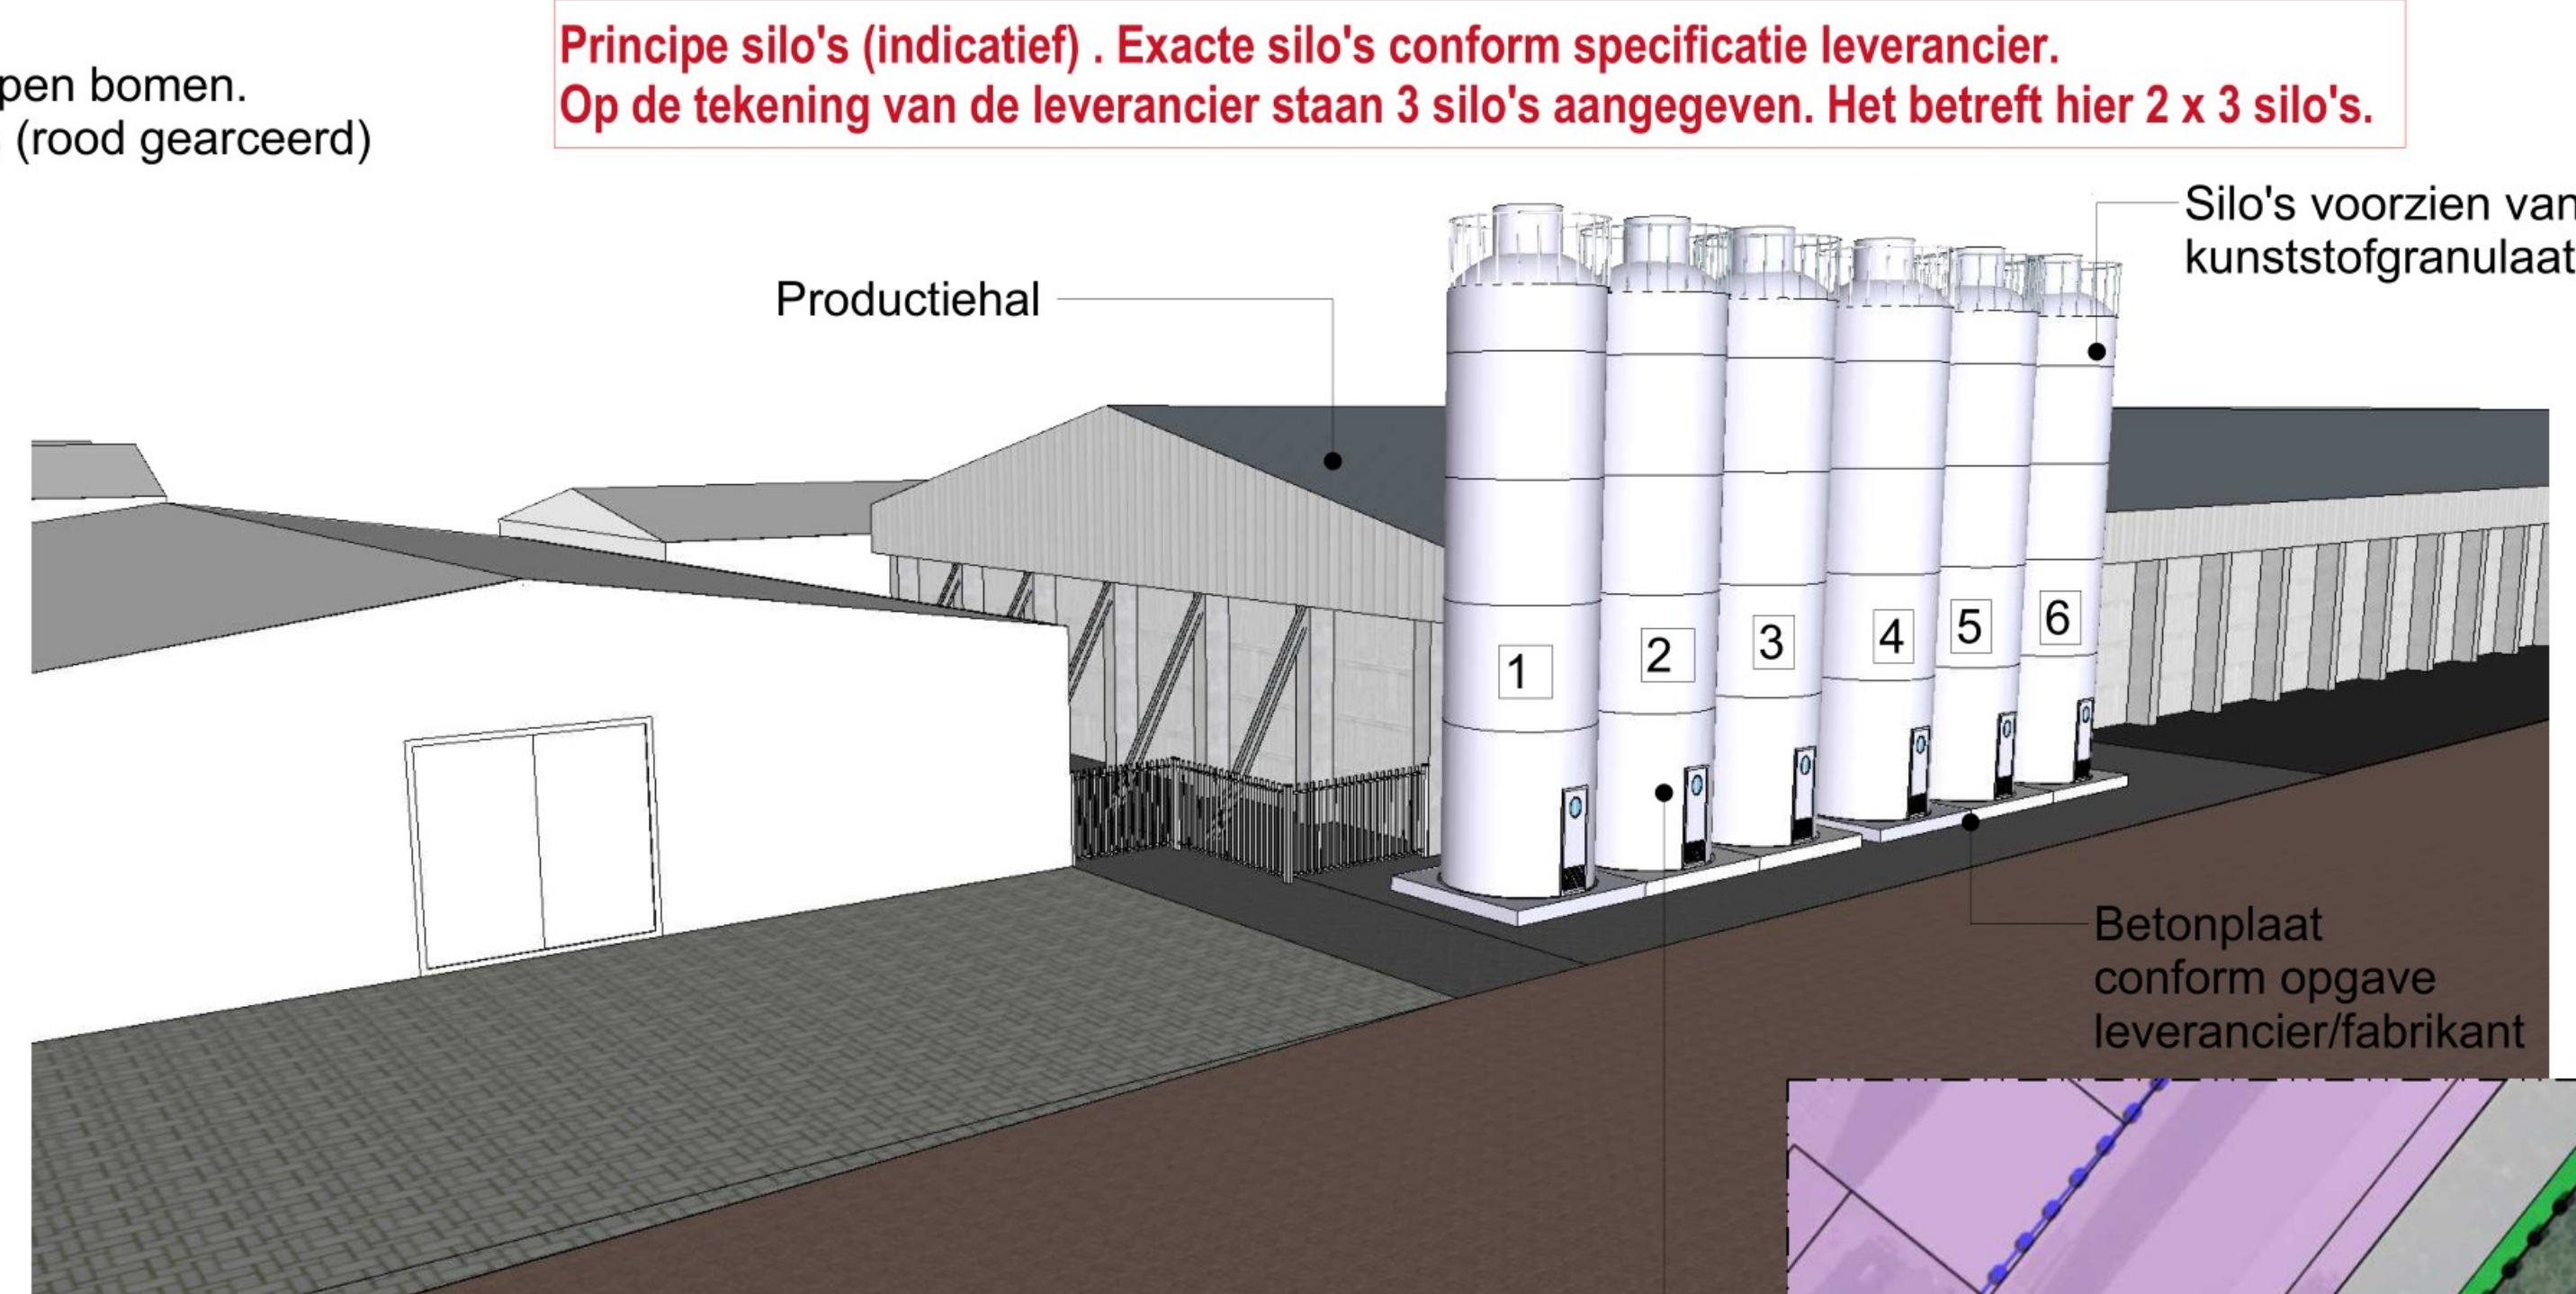 Principe silo's (indicatief) . Exacte silo's conform specificatie leverancier.
Op de tekening van de leverancier staan 3 silo's aangegeven. Het betreft hier 2 x 3 silo's.
pen bomen.
(rood gearceerd)
Silo's voorzien van
kunststofgranulaat
Productiehal
1
2
3
4
5
6
Betonplaat
conform opgave
leverancier/fabrikant